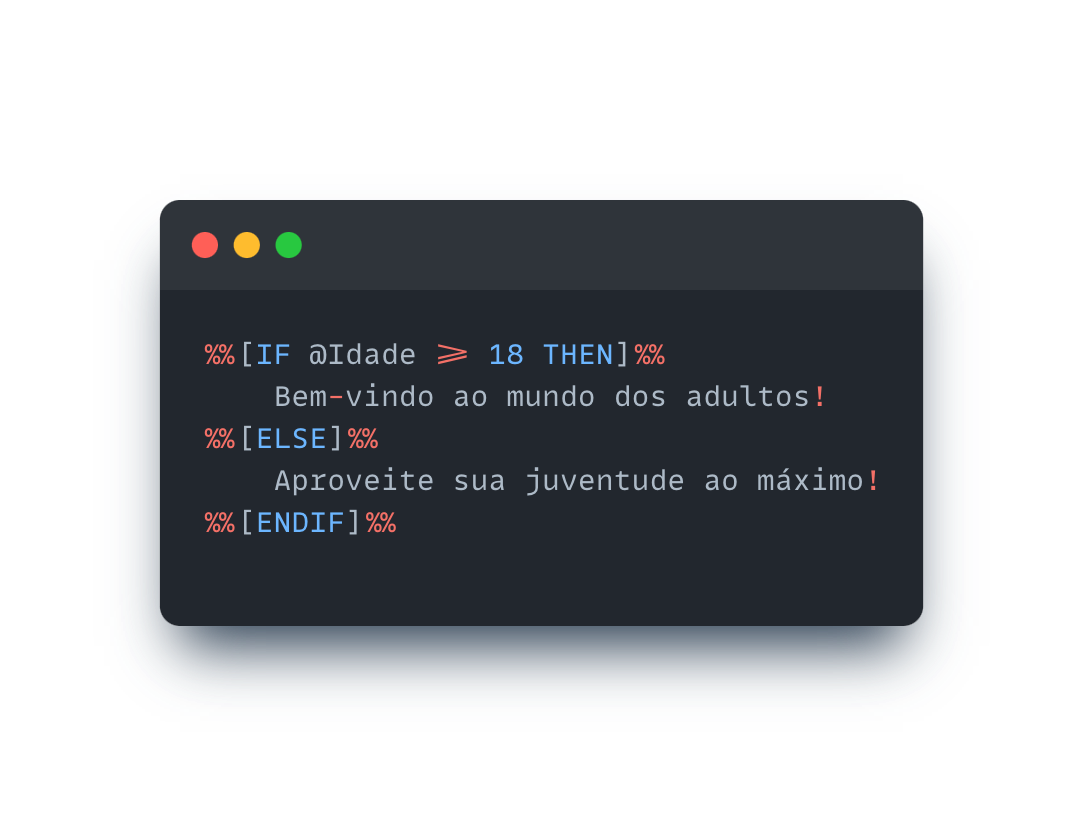 %%[IF @Idade >= 18 THEN]%%
    Bem-vindo ao mundo dos adultos!
%%[ELSE]%%
    Aproveite sua juventude ao máximo!
%%[ENDIF]%%